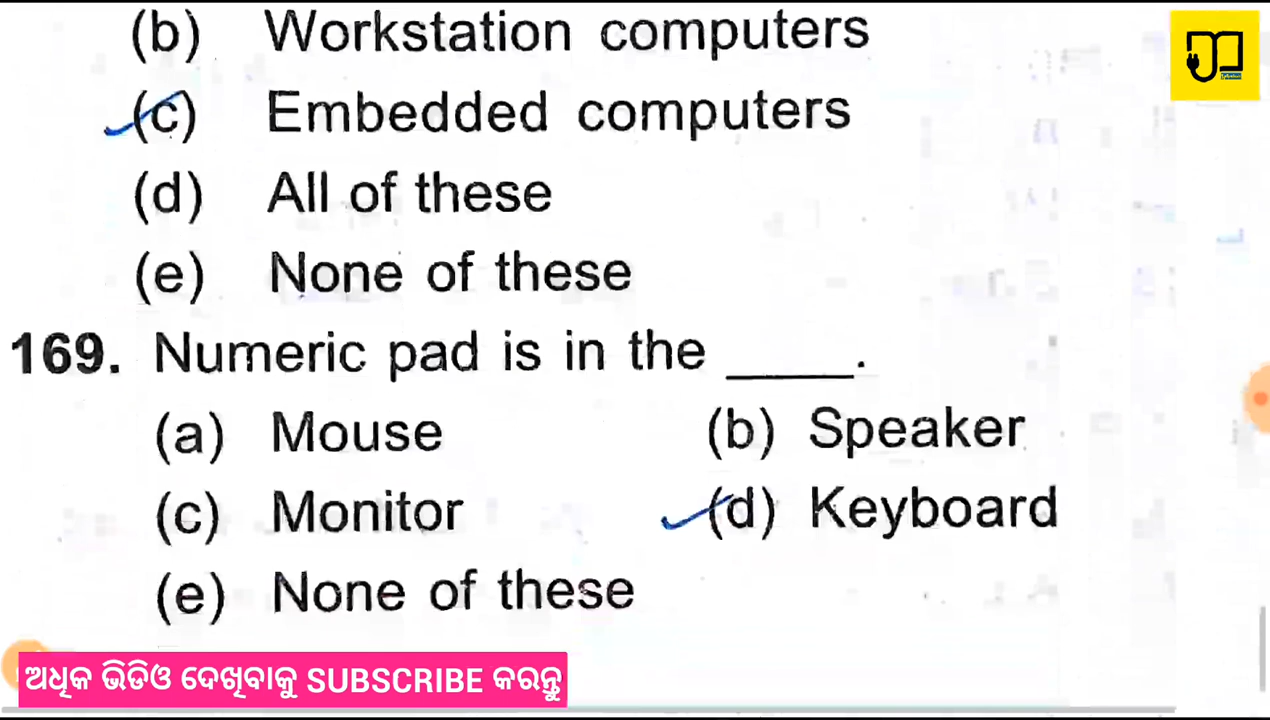 (b) Workstation computers
(c) Embedded computers
(d) All of these
(e) None of these
169. Numeric pad is in the _____.
(a) Mouse (b) Speaker
(c) Monitor (d) Keyboard
(e) None of these
ଅଧିକ ଭିଡିଓ ଦେଖିବାକୁ SUBSCRIBE କରନ୍ତୁ